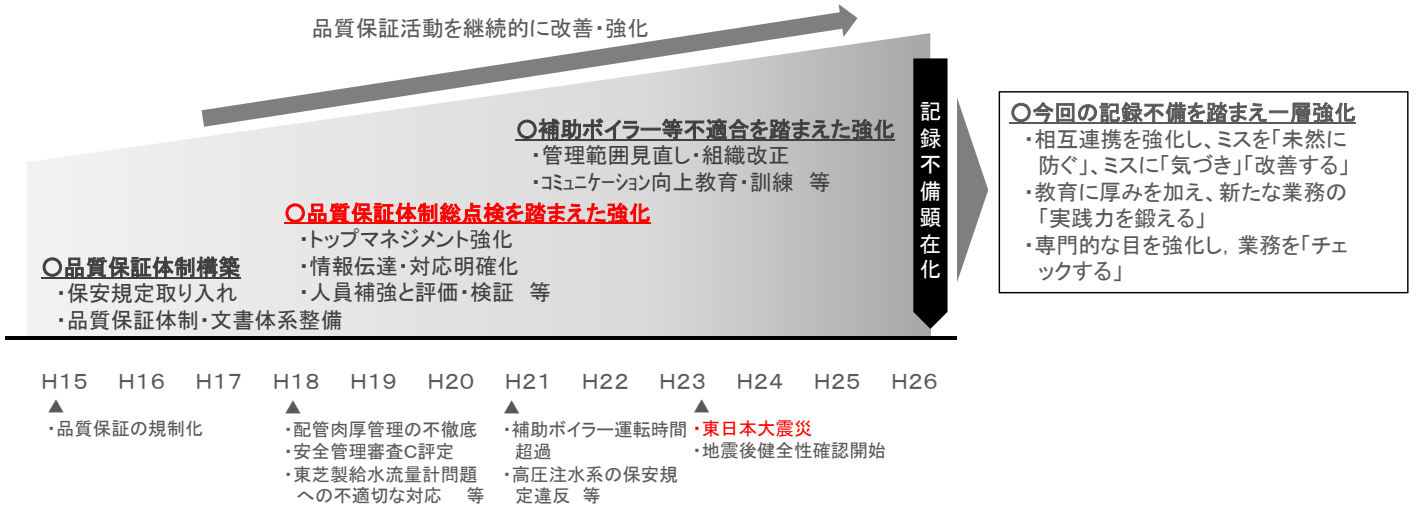 品質保証活動を継続的に改善・強化
○補助ボイラー等不適合を踏まえた強化
・管理範囲見直し・組織改正
・ｺﾐｭﾆｹｰｼｮﾝ向上教育・訓練　等
○品質保証体制総点検を踏まえた強化
・トップマネジメント強化
・情報伝達・対応明確化
・人員補強と評価・検証　等
○品質保証体制構築
・保安規定取り入れ
・品質保証体制・文書体系整備
記録不備顕在化
○今回の記録不備を踏まえ一層強化
・相互連携を強化し、ミスを「未然に
防ぐ」、ミスに「気づき」「改善する」
・教育に厚みを加え、新たな業務の
「実践力を鍛える」
・専門的な目を強化し，業務を「チェ
ックする」
H15 H16 H17 H18 H19 H20 H21 H22 H23 H24 H25 H26
▲ ▲ ▲ ▲
・品質保証の規制化
・配管肉厚管理の不徹底
・安全管理審査C評定
・東芝製給水流量計問題
への不適切な対応　等
・補助ボイラー運転時間
超過
・高圧注水系の保安規
定違反　等
・東日本大震災
・地震後健全性確認開始